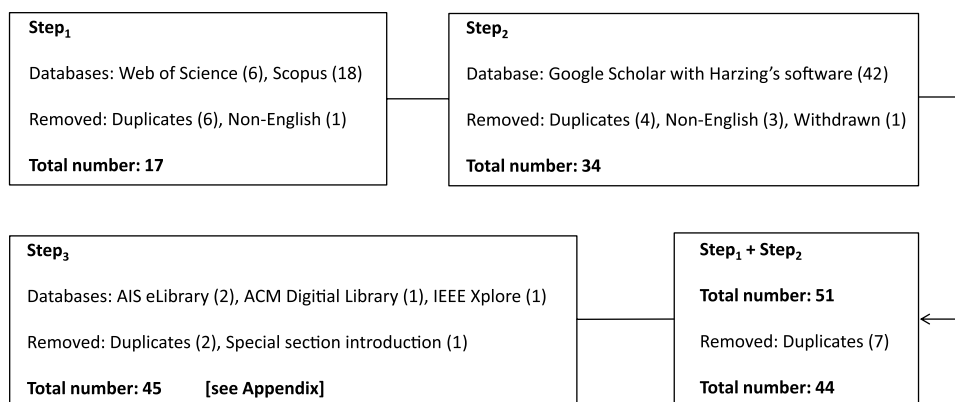 Step₁
Databases: Web of Science (6), Scopus (18)
Removed: Duplicates (6), Non-English (1)
Total number: 17
Step₂
Database: Google Scholar with Harzing's software (42)
Removed: Duplicates (4), Non-English (3), Withdrawn (1)
Total number: 34
Step₁ + Step₂
Total number: 51
Removed: Duplicates (7)
Total number: 44
Step₃
Databases: AIS eLibrary (2), ACM Digitial Library (1), IEEE Xplore (1)
Removed: Duplicates (2), Special section introduction (1)
Total number: 45 [see Appendix]